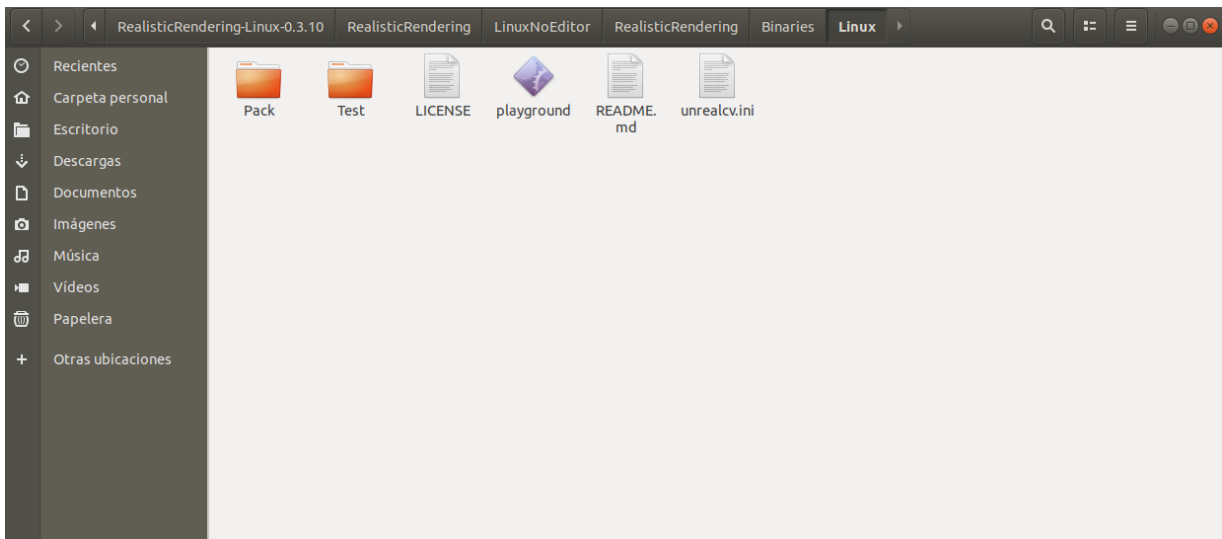 RealisticRendering-Linux-0.3.10 RealisticRendering LinuxNoEditor RealisticRendering Binaries Linux
Recientes
Carpeta personal
Escritorio
Descargas
Documentos
Imágenes
Música
Vídeos
Papelera
Otras ubicaciones
Pack Test LICENSE playground README. unrealcv.ini
md